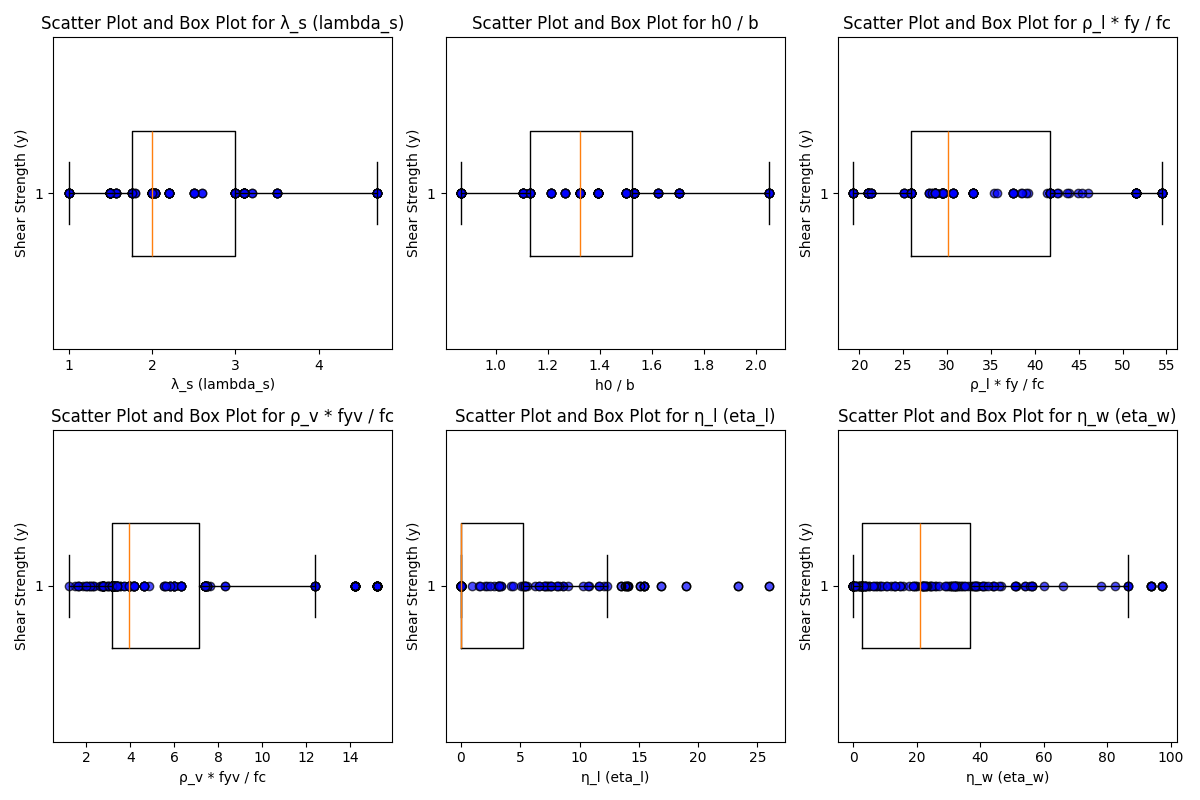 Scatter Plot and Box Plot for λ_s (lambda_s)
Shear Strength (y)
1
1 2 3 4
λ_s (lambda_s)
Scatter Plot and Box Plot for h0 / b
Shear Strength (y)
1
1.0 1.2 1.4 1.6 1.8 2.0
h0 / b
Scatter Plot and Box Plot for ρ_l * fy / fc
Shear Strength (y)
1
20 25 30 35 40 45 50 55
ρ_l * fy / fc
Scatter Plot and Box Plot for ρ_v * fyv / fc
Shear Strength (y)
1
2 4 6 8 10 12 14
ρ_v * fyv / fc
Scatter Plot and Box Plot for η_l (eta_l)
Shear Strength (y)
1
0 5 10 15 20 25
η_l (eta_l)
Scatter Plot and Box Plot for η_w (eta_w)
Shear Strength (y)
1
0 20 40 60 80 100
η_w (eta_w)